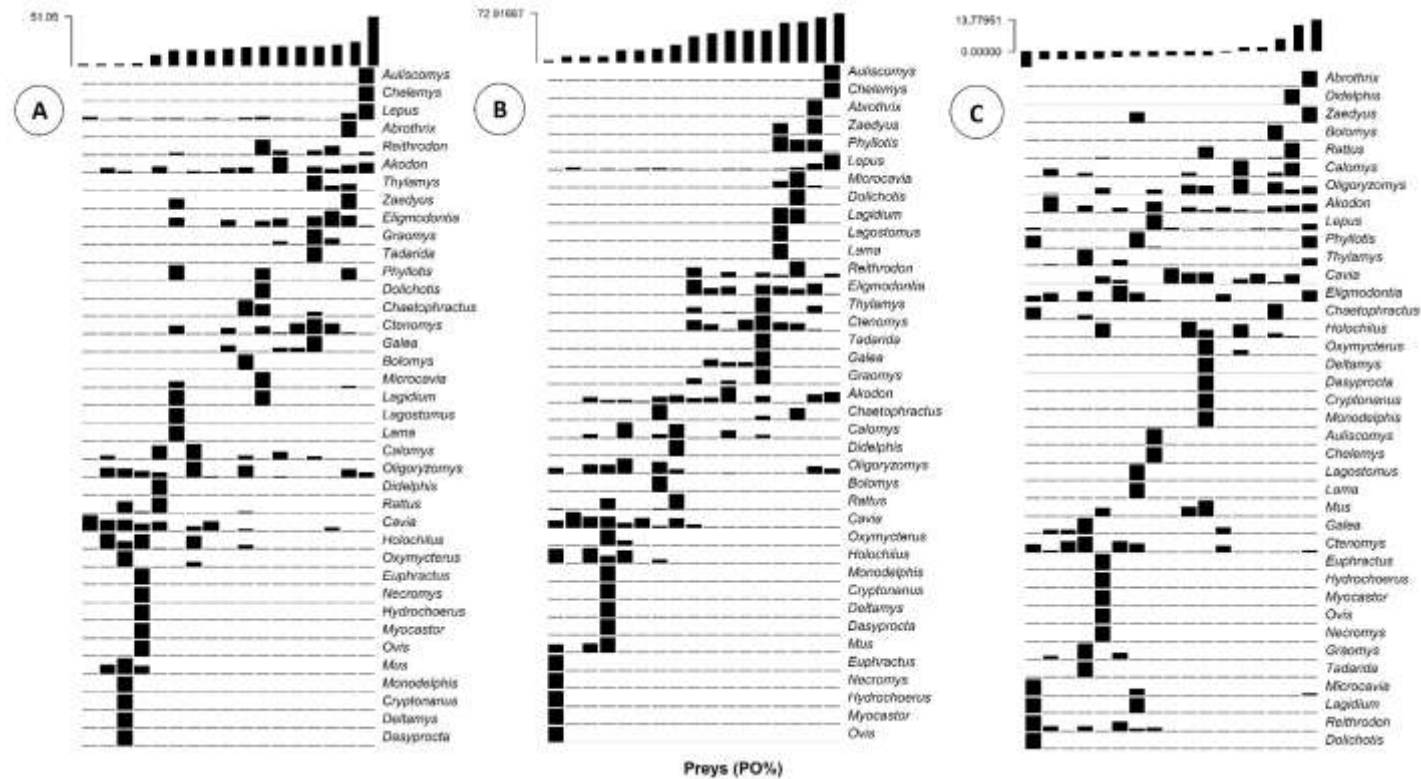 51.05
A
Auliscomys
Chelemys
Lepus
Abrothrix
Reithrodon
Akodon
Thylamys
Zaedyus
Eligmodontia
Graomys
Tadarida
Phyllotis
Dolichotis
Chaetophractus
Ctenomys
Galea
Bolomys
Microcavia
Lagidium
Lagostomus
Lama
Calomys
Oligoryzomys
Didelphis
Rattus
Cavia
Holochilus
Oxymycterus
Euphractus
Necromys
Hydrochoerus
Myocastor
Ovis
Mus
Monodelphis
Cryptonanus
Deltamys
Dasyprocta
72.91667
B
Auliscomys
Chelemys
Abrothrix
Zaedyus
Phyllotis
Lepus
Microcavia
Dolichotis
Lagidium
Lagostomus
Lama
Reithrodon
Eligmodontia
Thylamys
Ctenomys
Tadarida
Galea
Graomys
Akodon
Chaetophractus
Calomys
Didelphis
Oligoryzomys
Bolomys
Rattus
Cavia
Oxymycterus
Holochilus
Monodelphis
Cryptonanus
Deltamys
Dasyprocta
Mus
Euphractus
Necromys
Hydrochoerus
Myocastor
Ovis
13.77951
0.00000
C
Abrothrix
Didelphis
Zaedyus
Bolomys
Rattus
Calomys
Oligoryzomys
Akodon
Lepus
Phyllotis
Thylamys
Cavia
Eligmodontia
Chaetophractus
Holochilus
Oxymycterus
Deltamys
Dasyprocta
Cryptonanus
Monodelphis
Auliscomys
Chelemys
Lagostomus
Lama
Mus
Galea
Ctenomys
Euphractus
Hydrochoerus
Myocastor
Ovis
Necromys
Graomys
Tadarida
Microcavia
Lagidium
Reithrodon
Dolichotis
Preys (PO%)